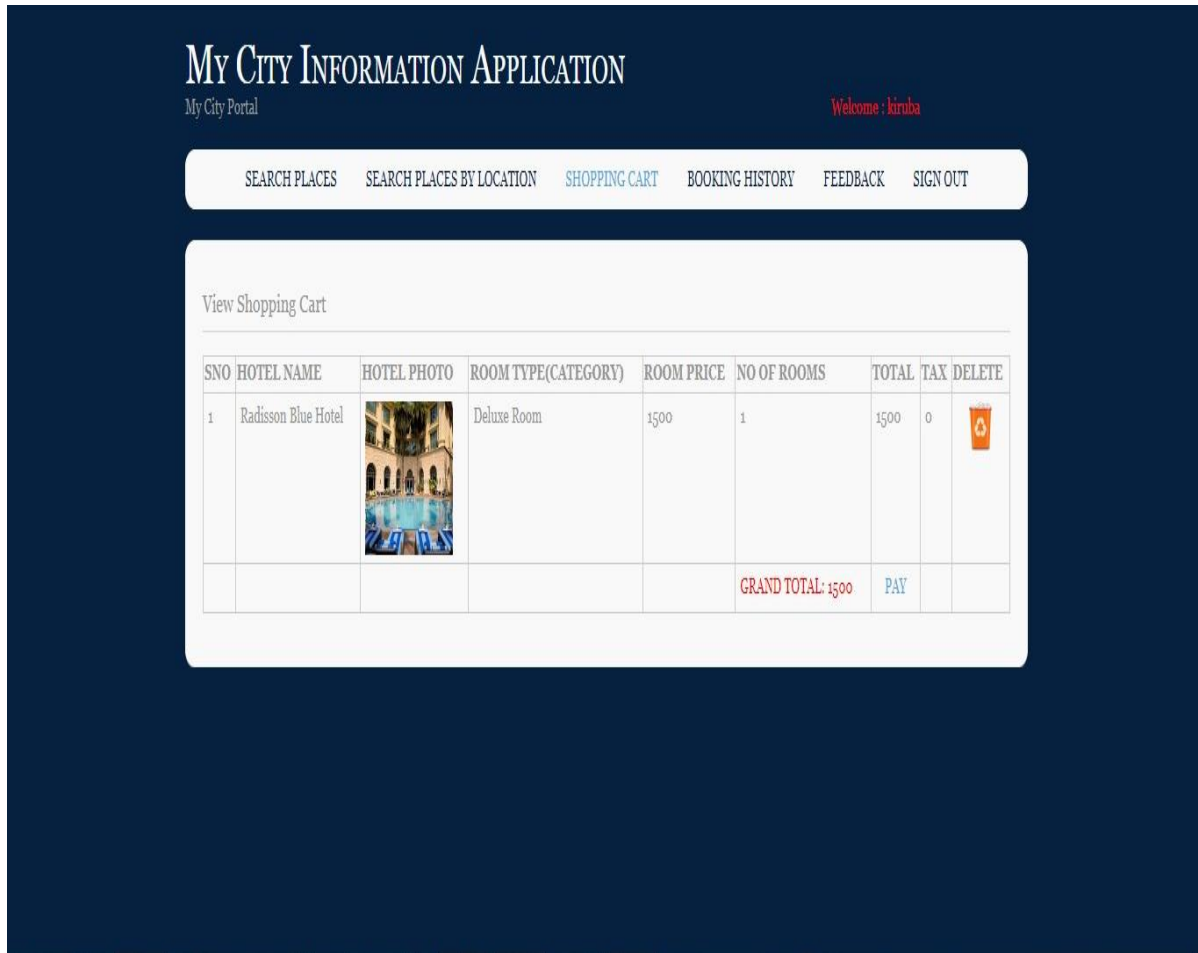 My City Information Application
My City Portal
Welcome : kiruba
SEARCH PLACES SEARCH PLACES BY LOCATION SHOPPING CART BOOKING HISTORY FEEDBACK SIGN OUT
View Shopping Cart
SNO HOTEL NAME HOTEL PHOTO ROOM TYPE(CATEGORY) ROOM PRICE NO OF ROOMS TOTAL TAX DELETE
1 Radisson Blue Hotel Deluxe Room 1500 1 1500 0
GRAND TOTAL: 1500 PAY